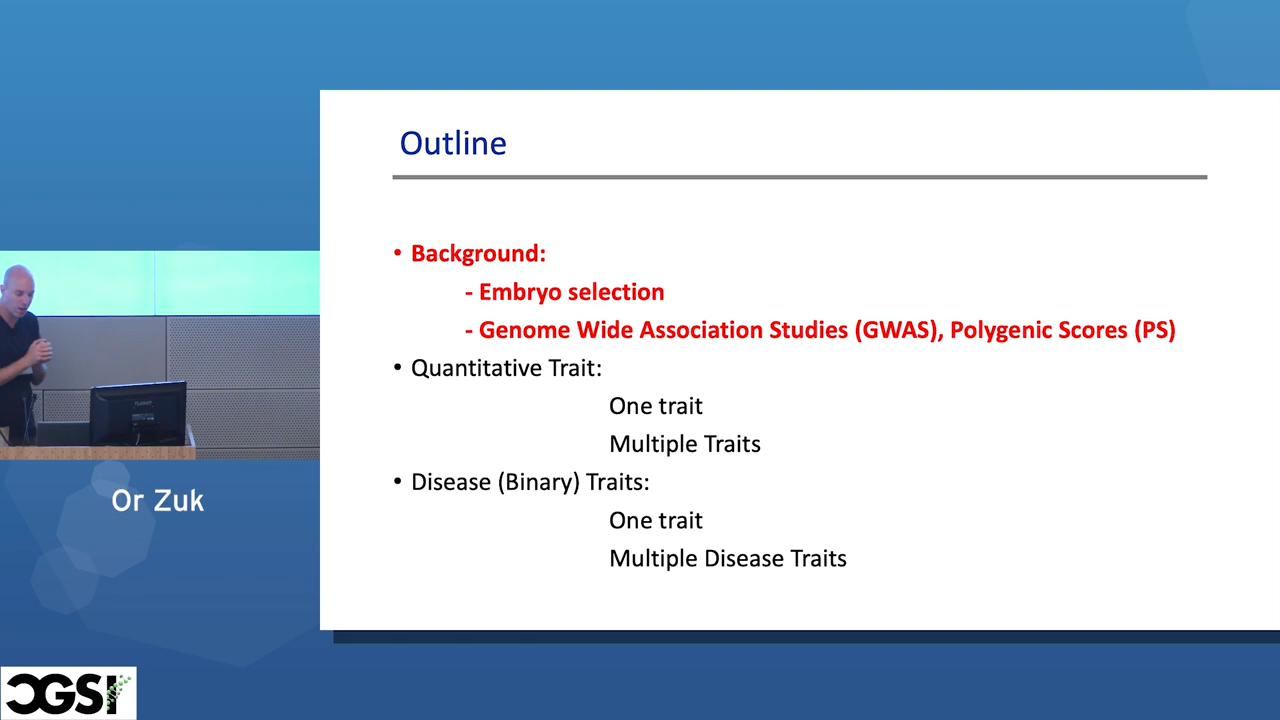 Outline
• Background:
- Embryo selection
- Genome Wide Association Studies (GWAS), Polygenic Scores (PS)
• Quantitative Trait:
One trait
Multiple Traits
• Disease (Binary) Traits:
One trait
Multiple Disease Traits
Or Zuk
CGSI